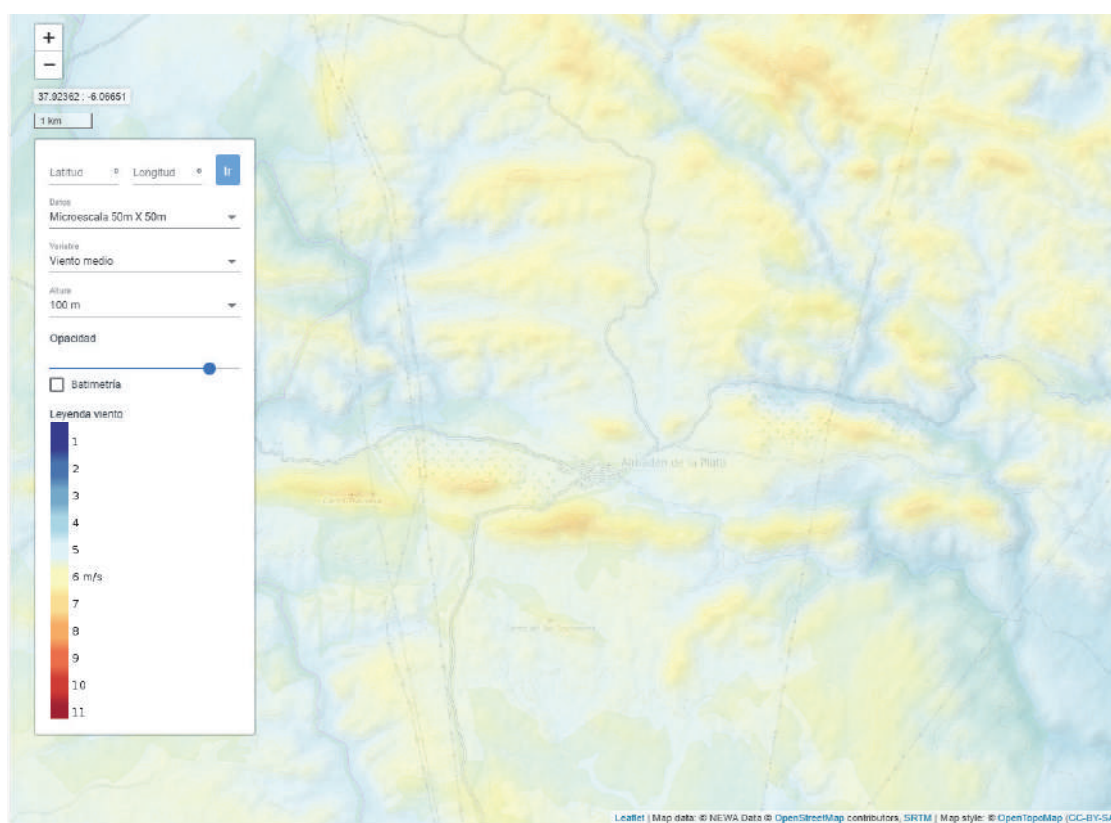 +
−
37.92362 ; -6.06651
1 km
Latitud ° Longitud ° Ir
Datos
Microescala 50m X 50m
Variable
Viento medio
Altura
100 m
Opacidad
Batimetría
Leyenda viento
1
2
3
4
5
6 m/s
7
8
9
10
11
Almadén de la Plata
Leaflet | Map data: © NEWA Data © OpenStreetMap contributors, SRTM | Map style: © OpenTopoMap (CC-BY-SA